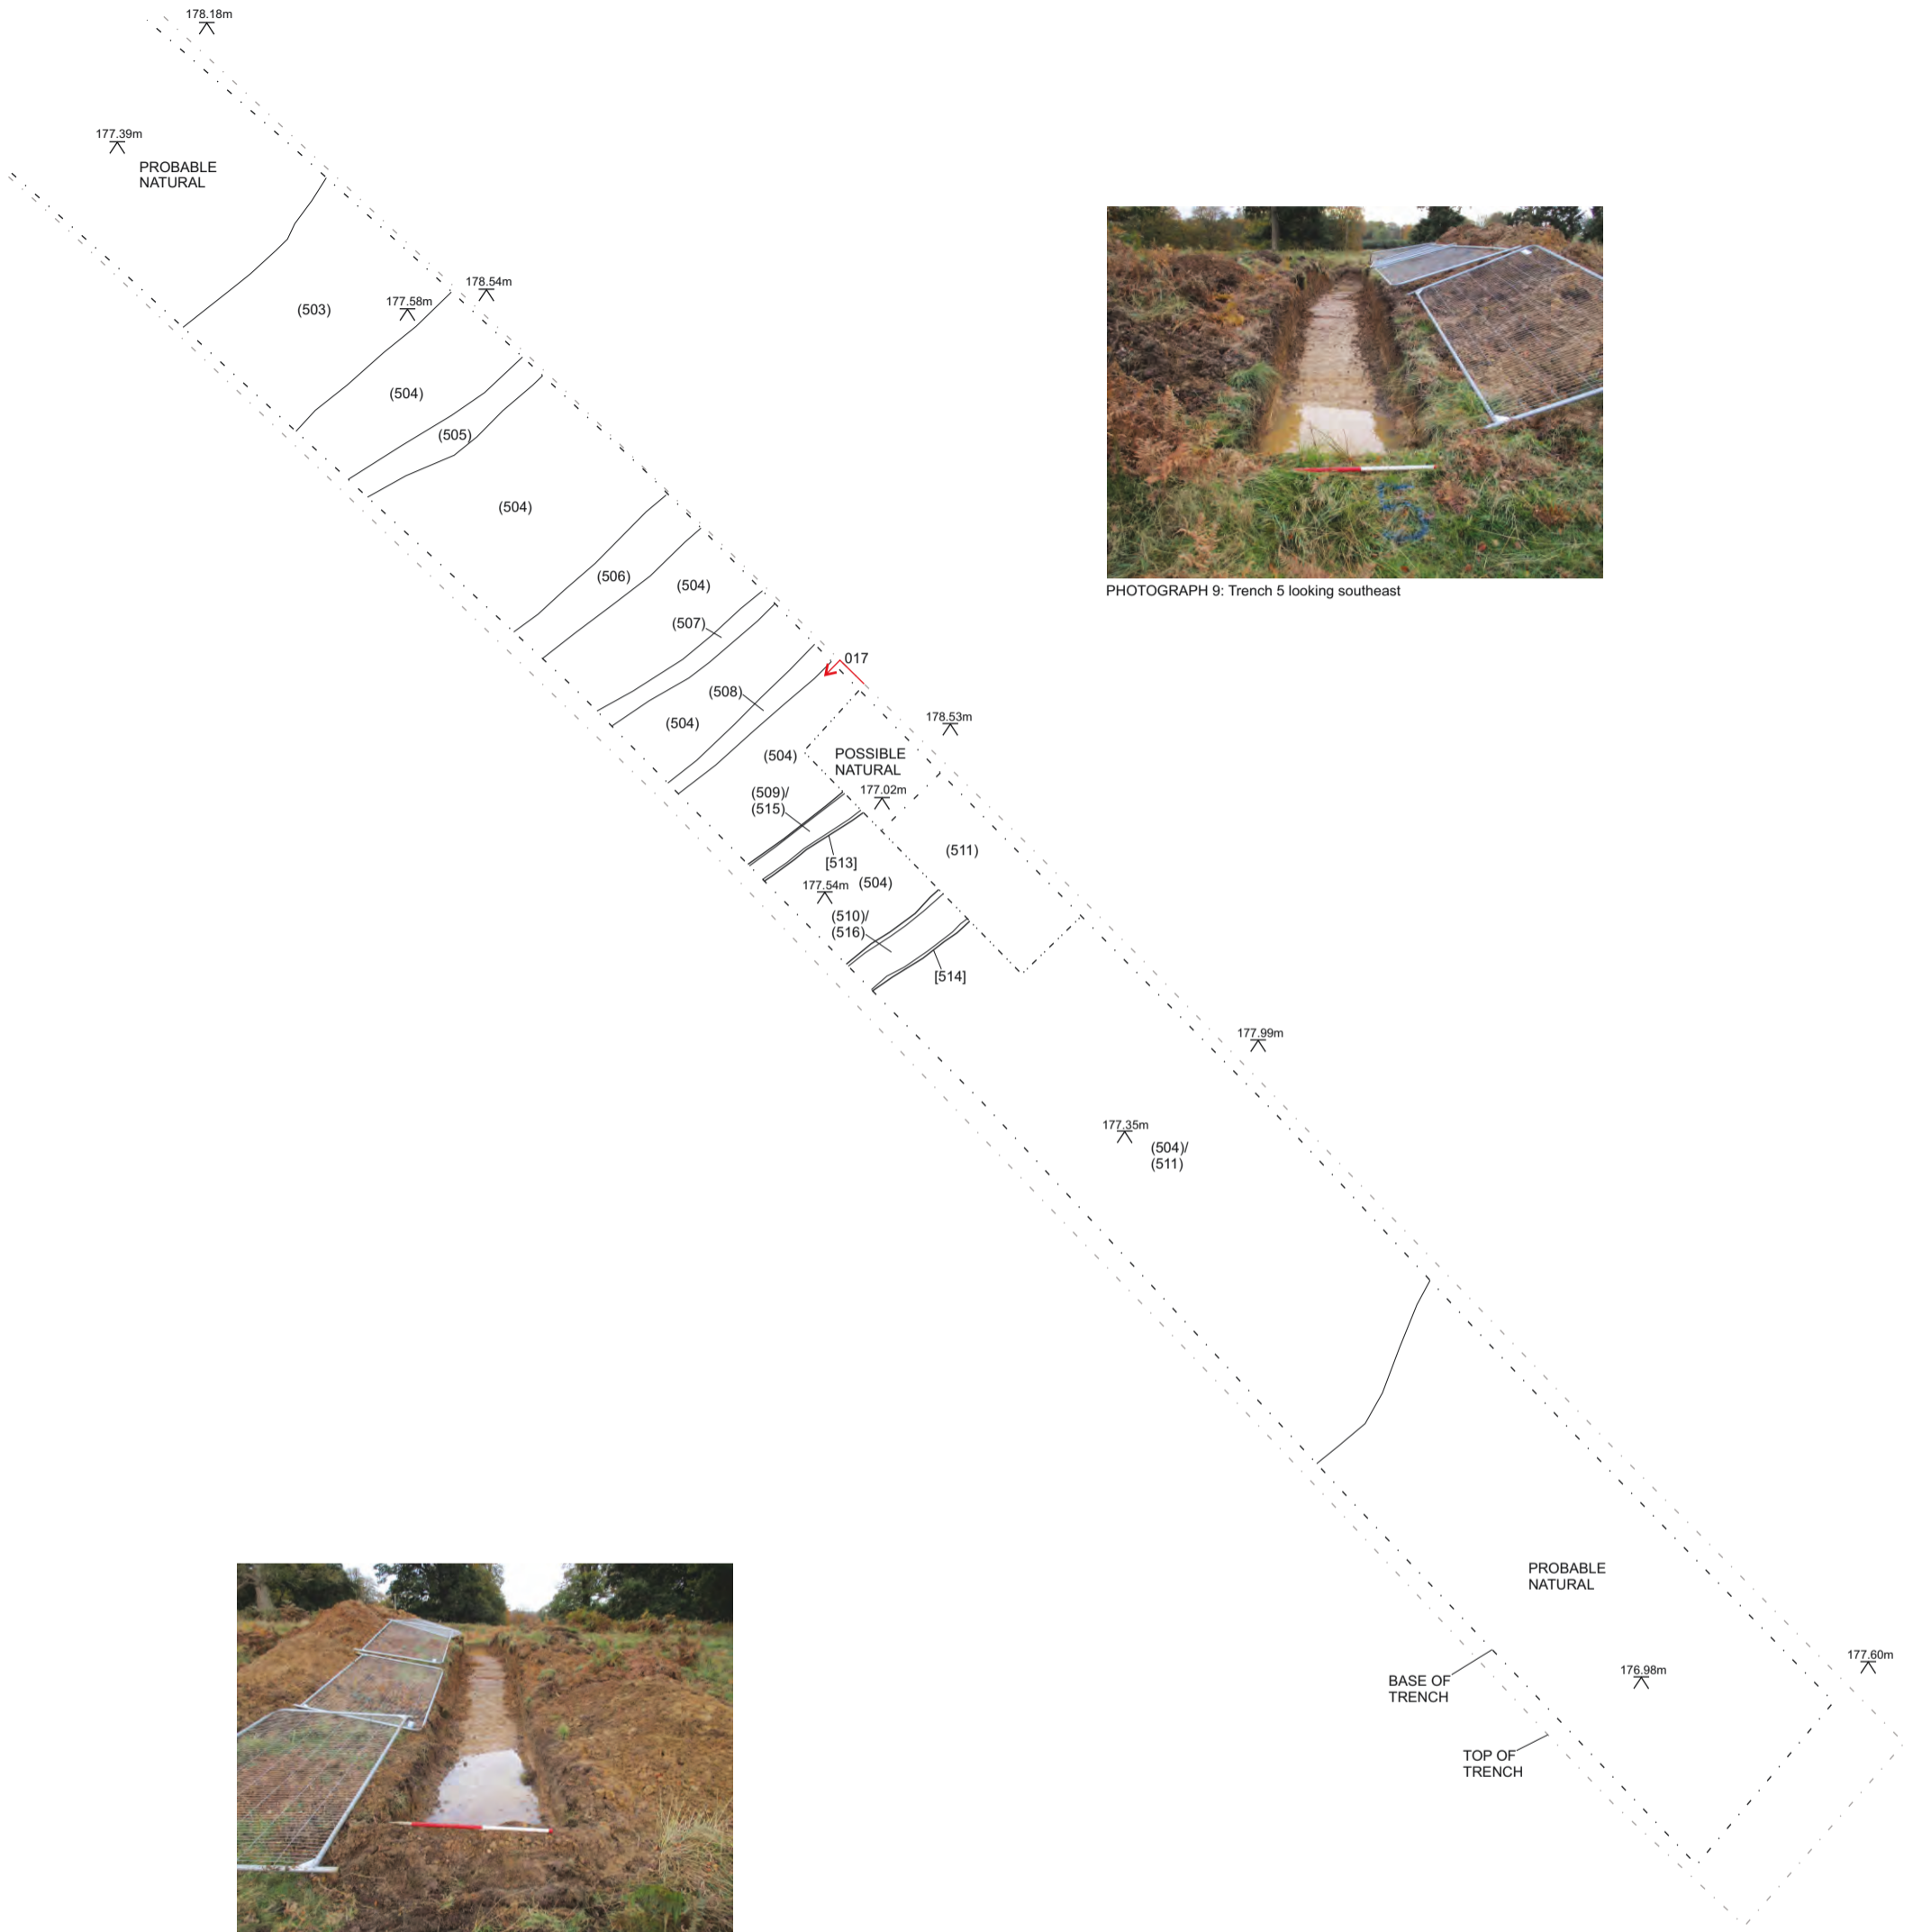 178.18m
177.39m
PROBABLE
NATURAL
178.54m
177.58m
(503)
(504)
(505)
(504)
(506)
(504)
(507)
017
(508)
(504)
178.53m
(504)
POSSIBLE
NATURAL
177.02m
(509)/
(515)
[513]
(511)
177.54m
(504)
(510)/
(516)
[514]
177.99m
177.35m
(504)/
(511)
PROBABLE
NATURAL
176.98m
177.60m
BASE OF
TRENCH
TOP OF
TRENCH
5
PHOTOGRAPH 9: Trench 5 looking southeast